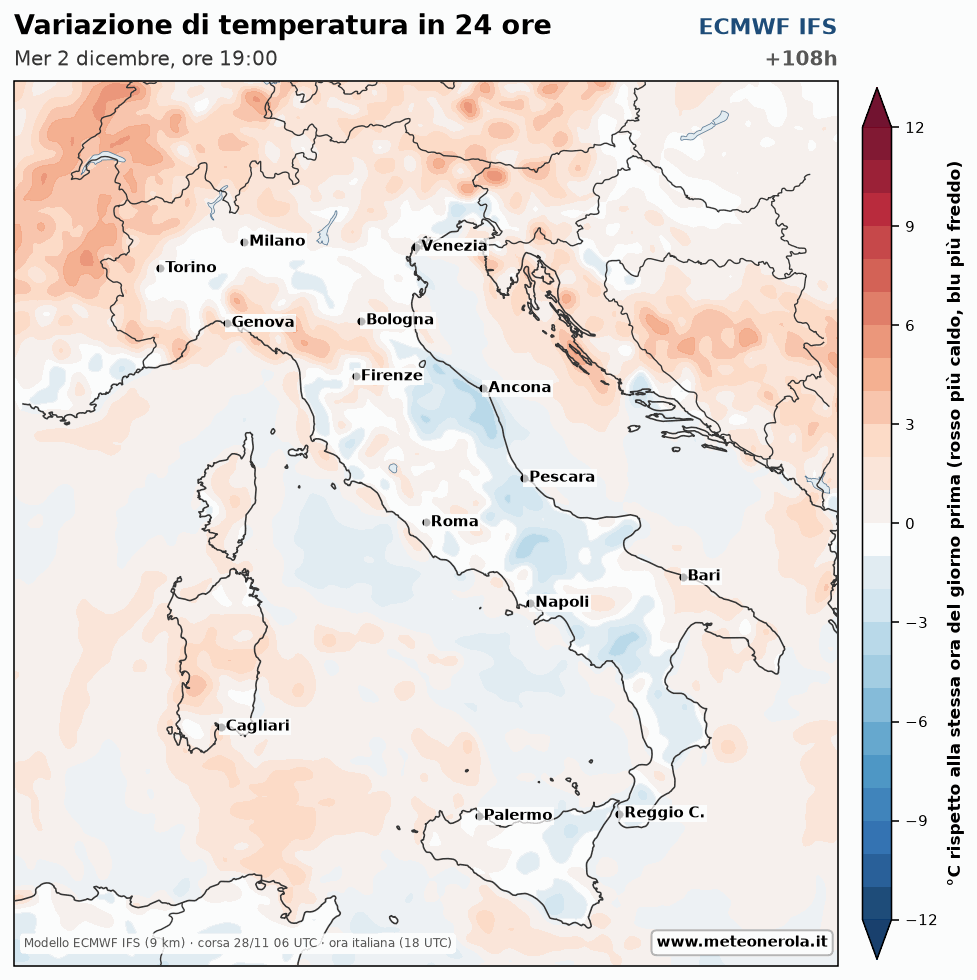 Variazione di temperatura in 24 ore
ECMWF IFS
Mer 2 dicembre, ore 19:00
+108h
Milano
Venezia
Torino
Genova
Bologna
Firenze
Ancona
Pescara
Roma
Bari
Napoli
Cagliari
Palermo
Reggio C.
12
9
6
3
0
−3
−6
−9
−12
°C rispetto alla stessa ora del giorno prima (rosso più caldo, blu più freddo)
Modello ECMWF IFS (9 km) · corsa 28/11 06 UTC · ora italiana (18 UTC)
www.meteonerola.it